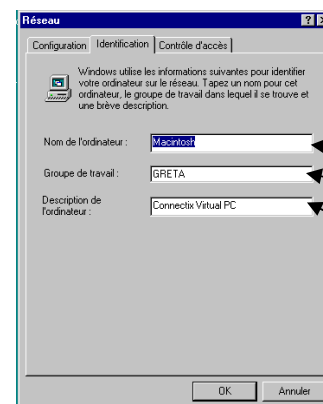 Réseau
Configuration Identification Contrôle d'accès
Windows utilise les informations suivantes pour identifier
votre ordinateur sur le réseau. Tapez un nom pour cet
ordinateur, le groupe de travail dans lequel il se trouve et
une brève description.
Nom de l'ordinateur : Macintosh
Groupe de travail : GRETA
Description de
l'ordinateur : Connectix Virtual PC
OK Annuler